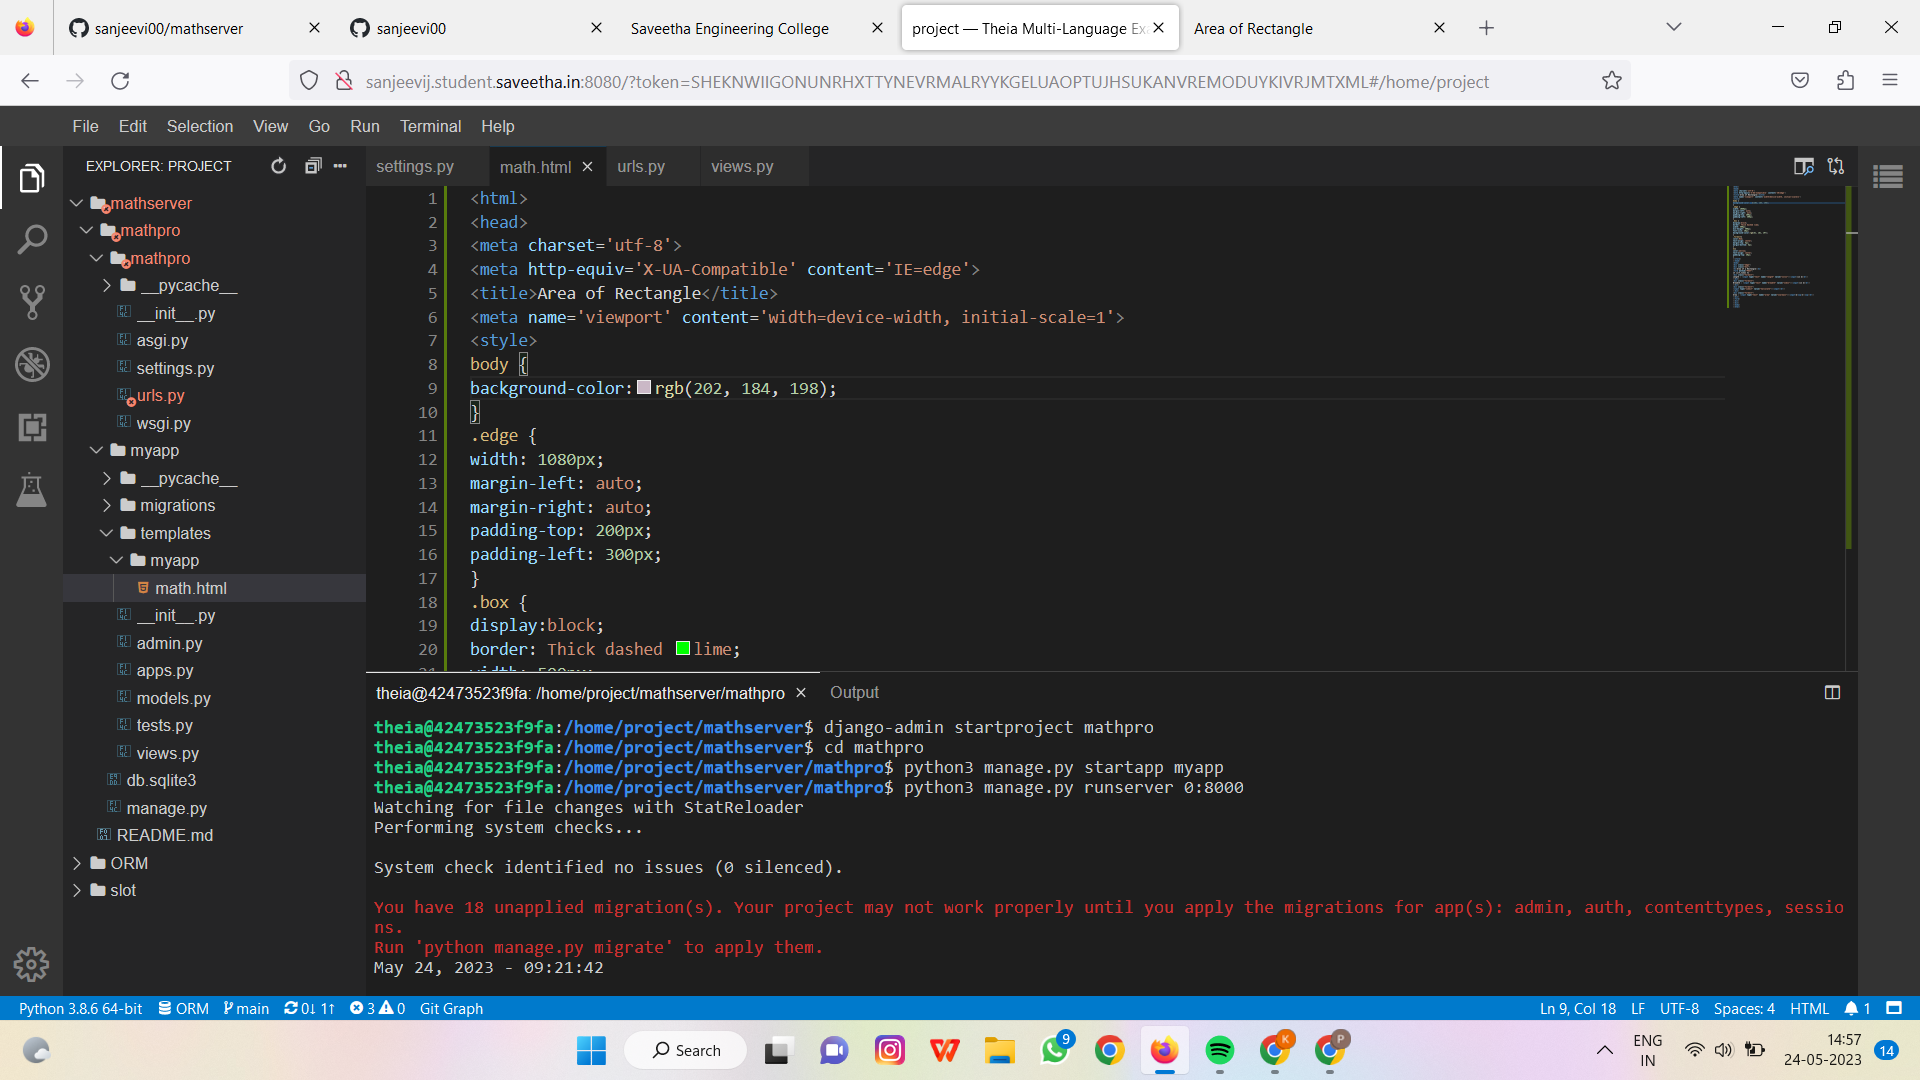 sanjeevi00/mathserver
sanjeevi00
Saveetha Engineering College
project — Theia Multi-Language Ex
Area of Rectangle
sanjeevij.student.saveetha.in:8080/?token=SHEKNWIIGONUNRHXTTYNEVRMALRYYKGELUAOPTUJHSUKANVREMODUYKIVRJMTXML#/home/project
File Edit Selection View Go Run Terminal Help
EXPLORER: PROJECT
mathserver
mathpro
mathpro
__pycache__
__init__.py
asgi.py
settings.py
urls.py
wsgi.py
myapp
__pycache__
migrations
templates
myapp
math.html
__init__.py
admin.py
apps.py
models.py
tests.py
views.py
db.sqlite3
manage.py
README.md
ORM
slot
settings.py math.html urls.py views.py
1 <html>
2 <head>
3 <meta charset='utf-8'>
4 <meta http-equiv='X-UA-Compatible' content='IE=edge'>
5 <title>Area of Rectangle</title>
6 <meta name='viewport' content='width=device-width, initial-scale=1'>
7 <style>
8 body {
9 background-color: rgb(202, 184, 198);
10 }
11 .edge {
12 width: 1080px;
13 margin-left: auto;
14 margin-right: auto;
15 padding-top: 200px;
16 padding-left: 300px;
17 }
18 .box {
19 display:block;
20 border: Thick dashed lime;
theia@42473523f9fa: /home/project/mathserver/mathpro Output
theia@42473523f9fa:/home/project/mathserver$ django-admin startproject mathpro
theia@42473523f9fa:/home/project/mathserver$ cd mathpro
theia@42473523f9fa:/home/project/mathserver/mathpro$ python3 manage.py startapp myapp
theia@42473523f9fa:/home/project/mathserver/mathpro$ python3 manage.py runserver 0:8000
Watching for file changes with StatReloader
Performing system checks...
System check identified no issues (0 silenced).
You have 18 unapplied migration(s). Your project may not work properly until you apply the migrations for app(s): admin, auth, contenttypes, sessio
ns.
Run 'python manage.py migrate' to apply them.
May 24, 2023 - 09:21:42
Python 3.8.6 64-bit ORM main 0↓ 1↑ 3 0 Git Graph
Ln 9, Col 18 LF UTF-8 Spaces: 4 HTML 1
Search
9
K
P
ENG
IN
14:57
24-05-2023
14